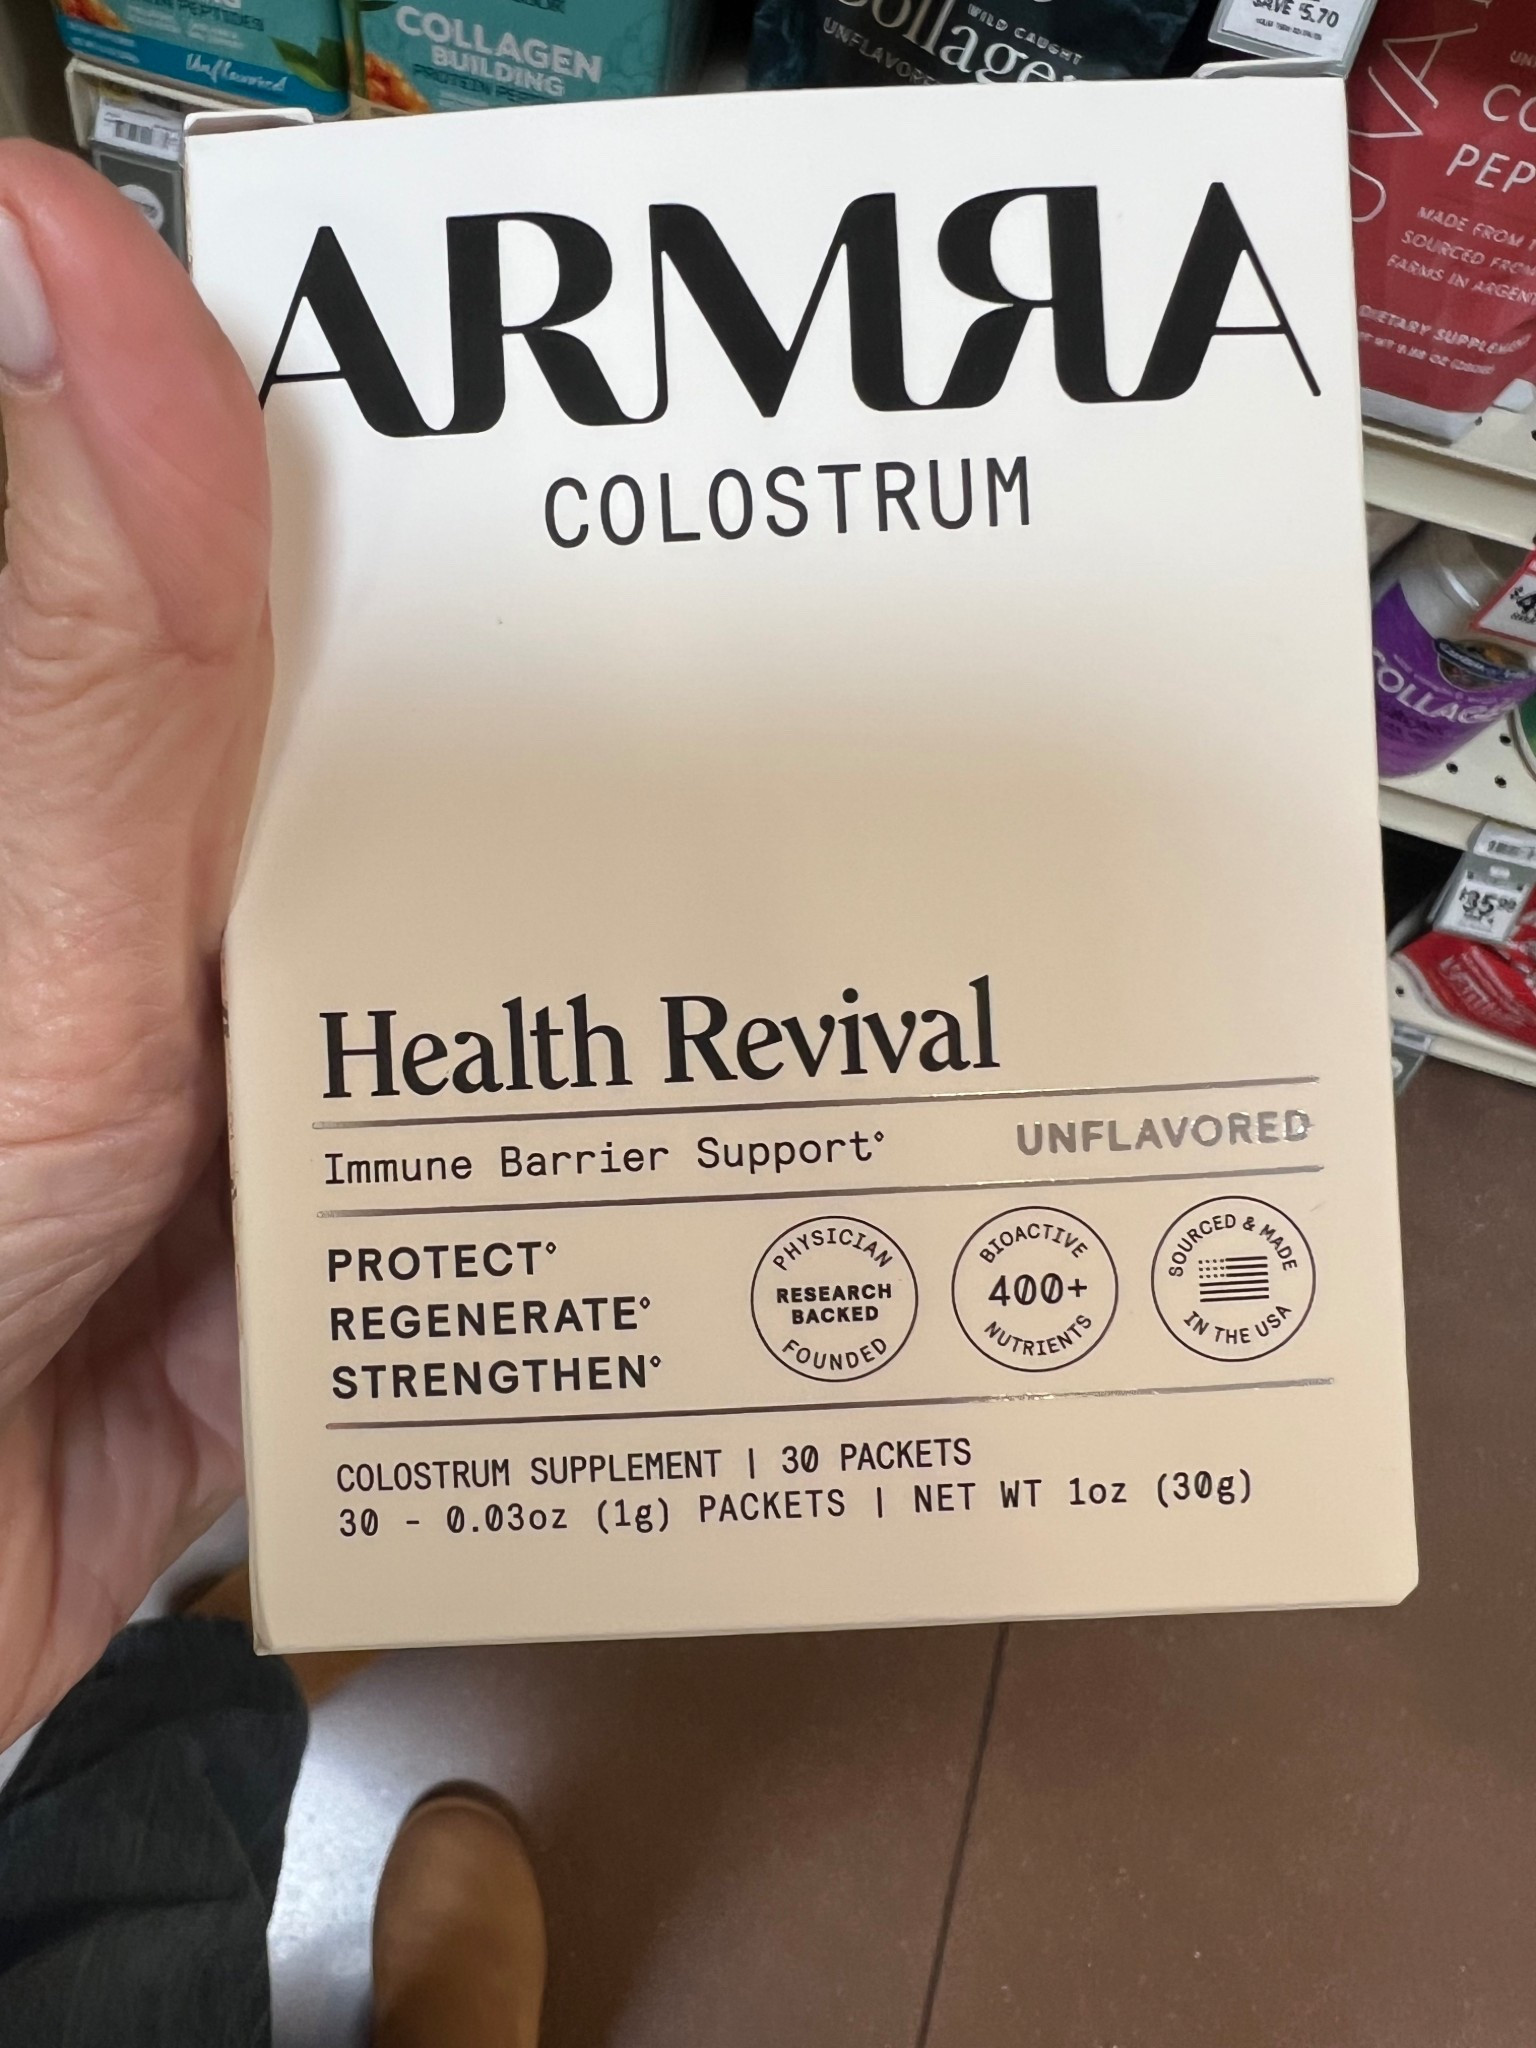 COLLAGEN
BUILDING
Unflavored
WILD CAUGHT
UNFLAVORED
SAVE $5.70
ARMRA
COLOSTRUM
Health Revival
Immune Barrier Support°
UNFLAVORED
PROTECT°
REGENERATE°
STRENGTHEN°
PHYSICIAN
RESEARCH
BACKED
FOUNDED
BIOACTIVE
400+
NUTRIENTS
SOURCED & MADE
IN THE USA
COLOSTRUM SUPPLEMENT | 30 PACKETS
30 - 0.03oz (1g) PACKETS | NET WT 1oz (30g)
MADE FROM
SOURCED FROM
FARMS IN
DIETARY